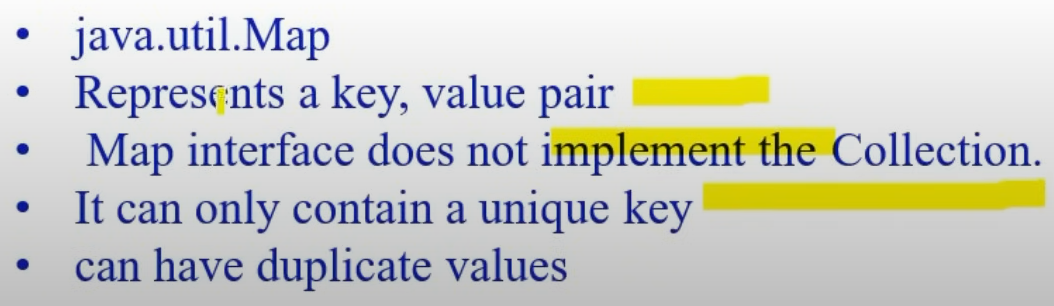 • java.util.Map
• Represents a key, value pair
• Map interface does not implement the Collection.
• It can only contain a unique key
• can have duplicate values